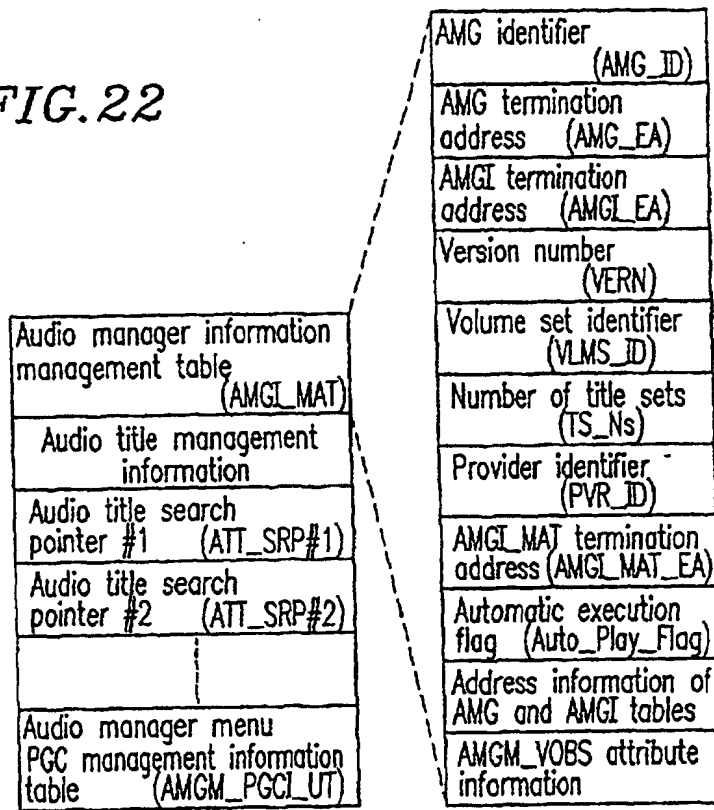 FIG.22
Audio manager information
management table
(AMGI_MAT)
Audio title management
information
Audio title search
pointer #1 (ATT_SRP#1)
Audio title search
pointer #2 (ATT_SRP#2)
Audio manager menu
PGC management information
table (AMGM_PGCI_UT)
AMG identifier
(AMG_ID)
AMG termination
address (AMG_EA)
AMGI termination
address (AMGI_EA)
Version number
(VERN)
Volume set identifier
(VLMS_ID)
Number of title sets
(TS_Ns)
Provider identifier
(PVR_ID)
AMGI_MAT termination
address (AMGI_MAT_EA)
Automatic execution
flag (Auto_Play_Flag)
Address information of
AMG and AMGI tables
AMGM_VOBS attribute
information